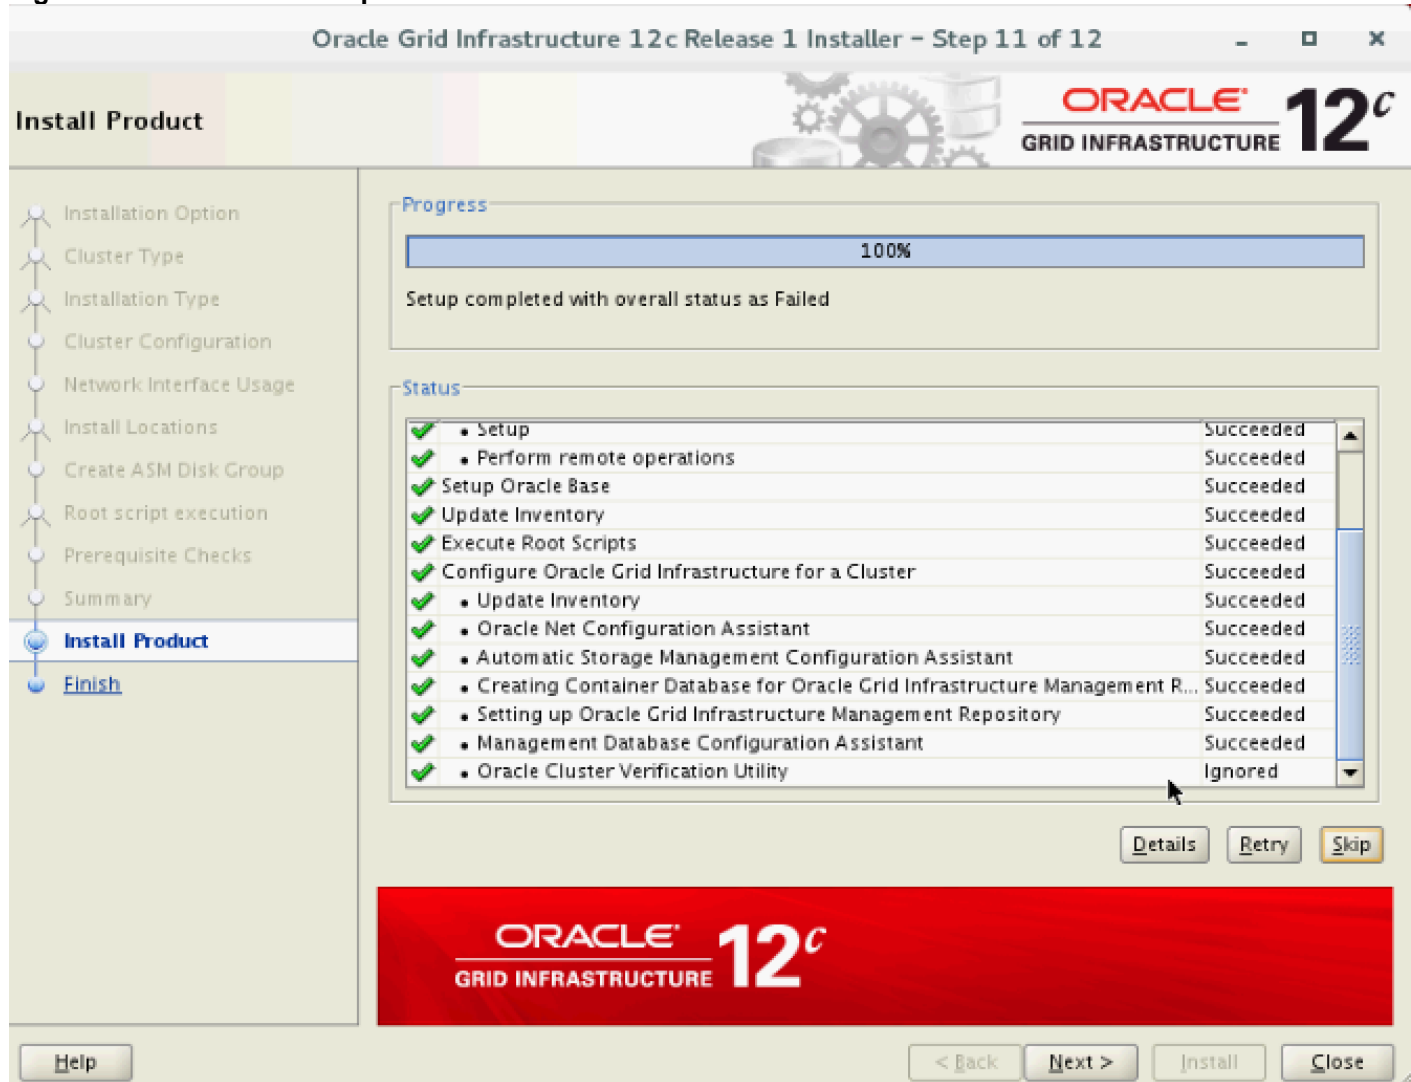 Oracle Grid Infrastructure 12c Release 1 Installer – Step 11 of 12
Install Product
ORACLE
GRID INFRASTRUCTURE
12c
Installation Option
Cluster Type
Installation Type
Cluster Configuration
Network Interface Usage
Install Locations
Create ASM Disk Group
Root script execution
Prerequisite Checks
Summary
Install Product
Finish
Progress
100%
Setup completed with overall status as Failed
Status
• Setup Succeeded
• Perform remote operations Succeeded
Setup Oracle Base Succeeded
Update Inventory Succeeded
Execute Root Scripts Succeeded
Configure Oracle Grid Infrastructure for a Cluster Succeeded
• Update Inventory Succeeded
• Oracle Net Configuration Assistant Succeeded
• Automatic Storage Management Configuration Assistant Succeeded
• Creating Container Database for Oracle Grid Infrastructure Management R... Succeeded
• Setting up Oracle Grid Infrastructure Management Repository Succeeded
• Management Database Configuration Assistant Succeeded
• Oracle Cluster Verification Utility Ignored
Details Retry Skip
ORACLE
GRID INFRASTRUCTURE
12c
Help < Back Next > Install Close